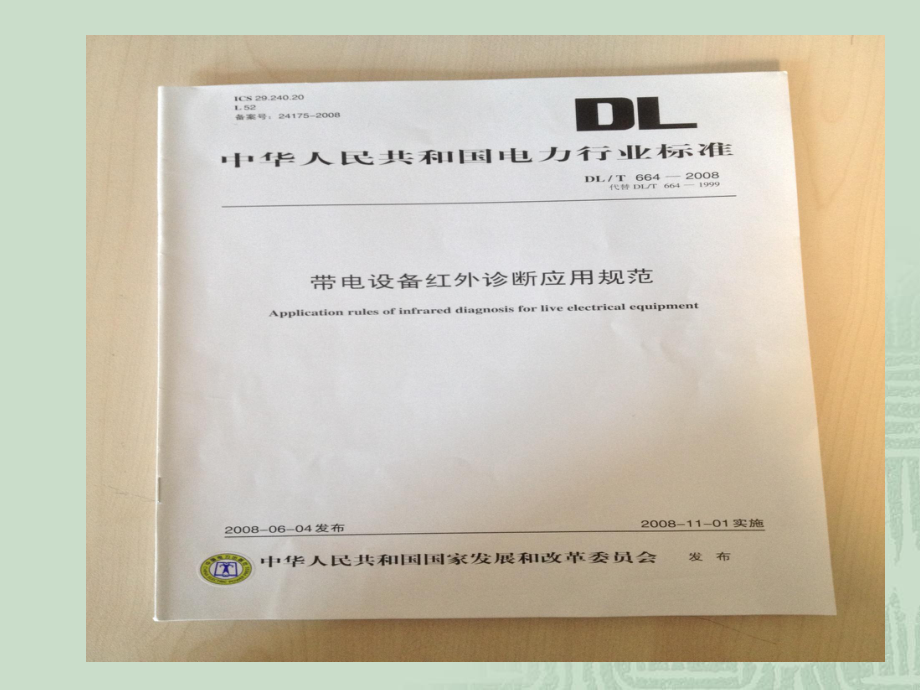 ICS 29.240.20
L 52
备案号：24175-2008
DL
中华人民共和国电力行业标准
DL/T 664－2008
代替 DL/T 664－1999
带电设备红外诊断应用规范
Application rules of infrared diagnosis for live electrical equipment
2008-06-04发布
2008-11-01实施
中华人民共和国国家发展和改革委员会 发布